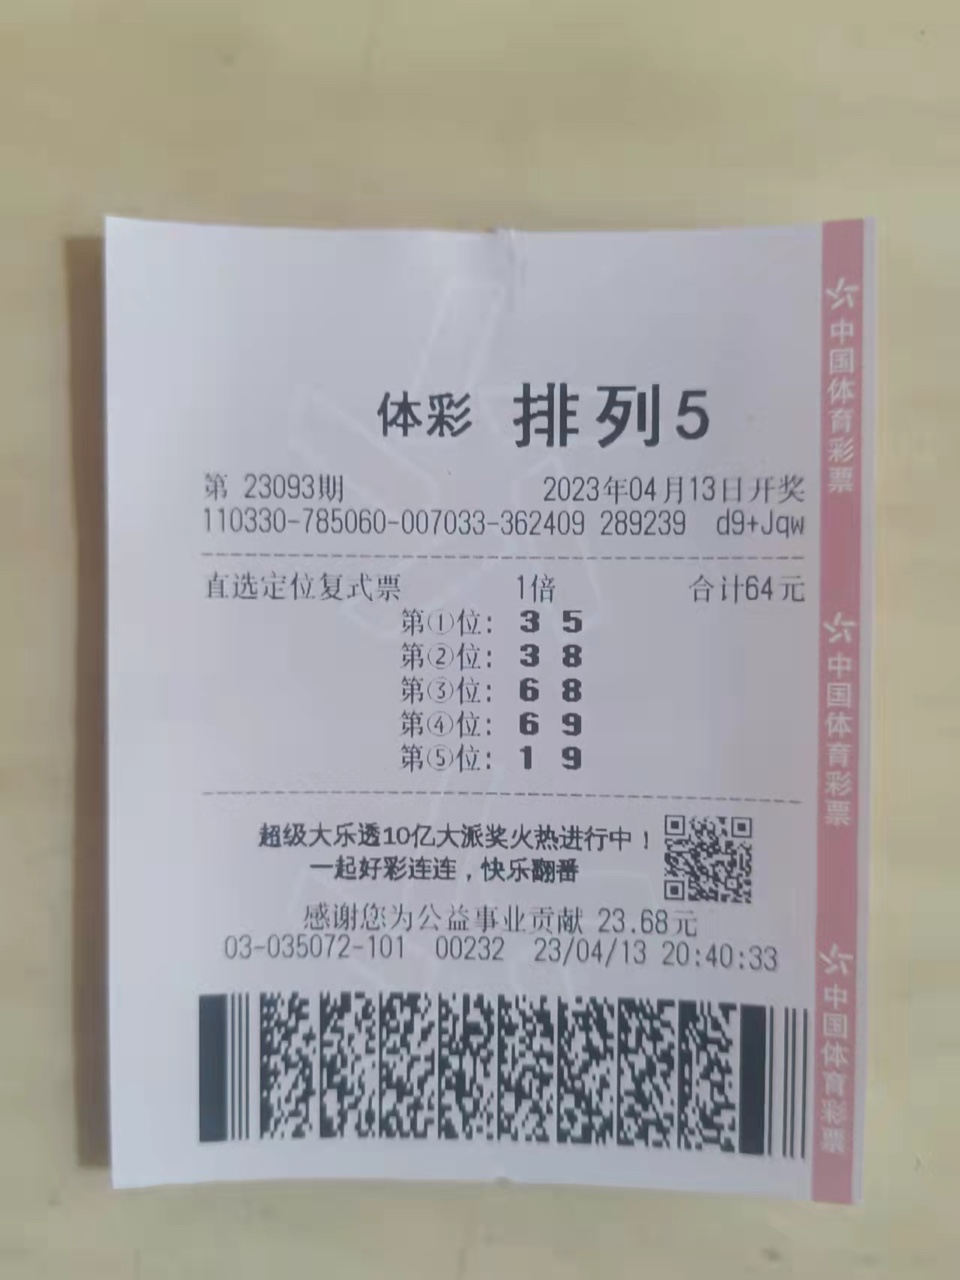 体彩 排列5
第 23093期 2023年04月13日开奖
110330-785060-007033-362409 289239 d9+Jqw
直选定位复式票 1倍 合计64元
第①位: 3 5
第②位: 3 8
第③位: 6 8
第④位: 6 9
第⑤位: 1 9
超级大乐透10亿大派奖火热进行中！
一起好彩连连，快乐翻番
感谢您为公益事业贡献 23.68元
03-035072-101 00232 23/04/13 20:40:33
中国体育彩票
中国体育彩票
中国体育彩票